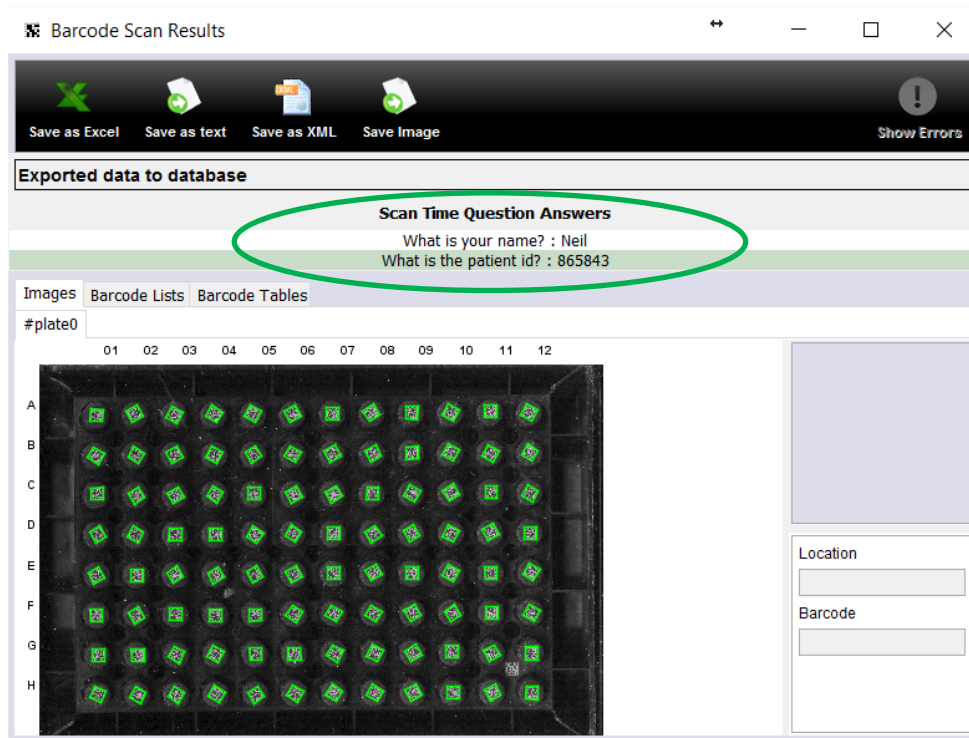 Barcode Scan Results
Save as Excel Save as text Save as XML Save Image Show Errors
Exported data to database
Scan Time Question Answers
What is your name? : Neil
What is the patient id? : 865843
Images Barcode Lists Barcode Tables
#plate0
01 02 03 04 05 06 07 08 09 10 11 12
A
B
C
D
E
F
G
H
Location
Barcode